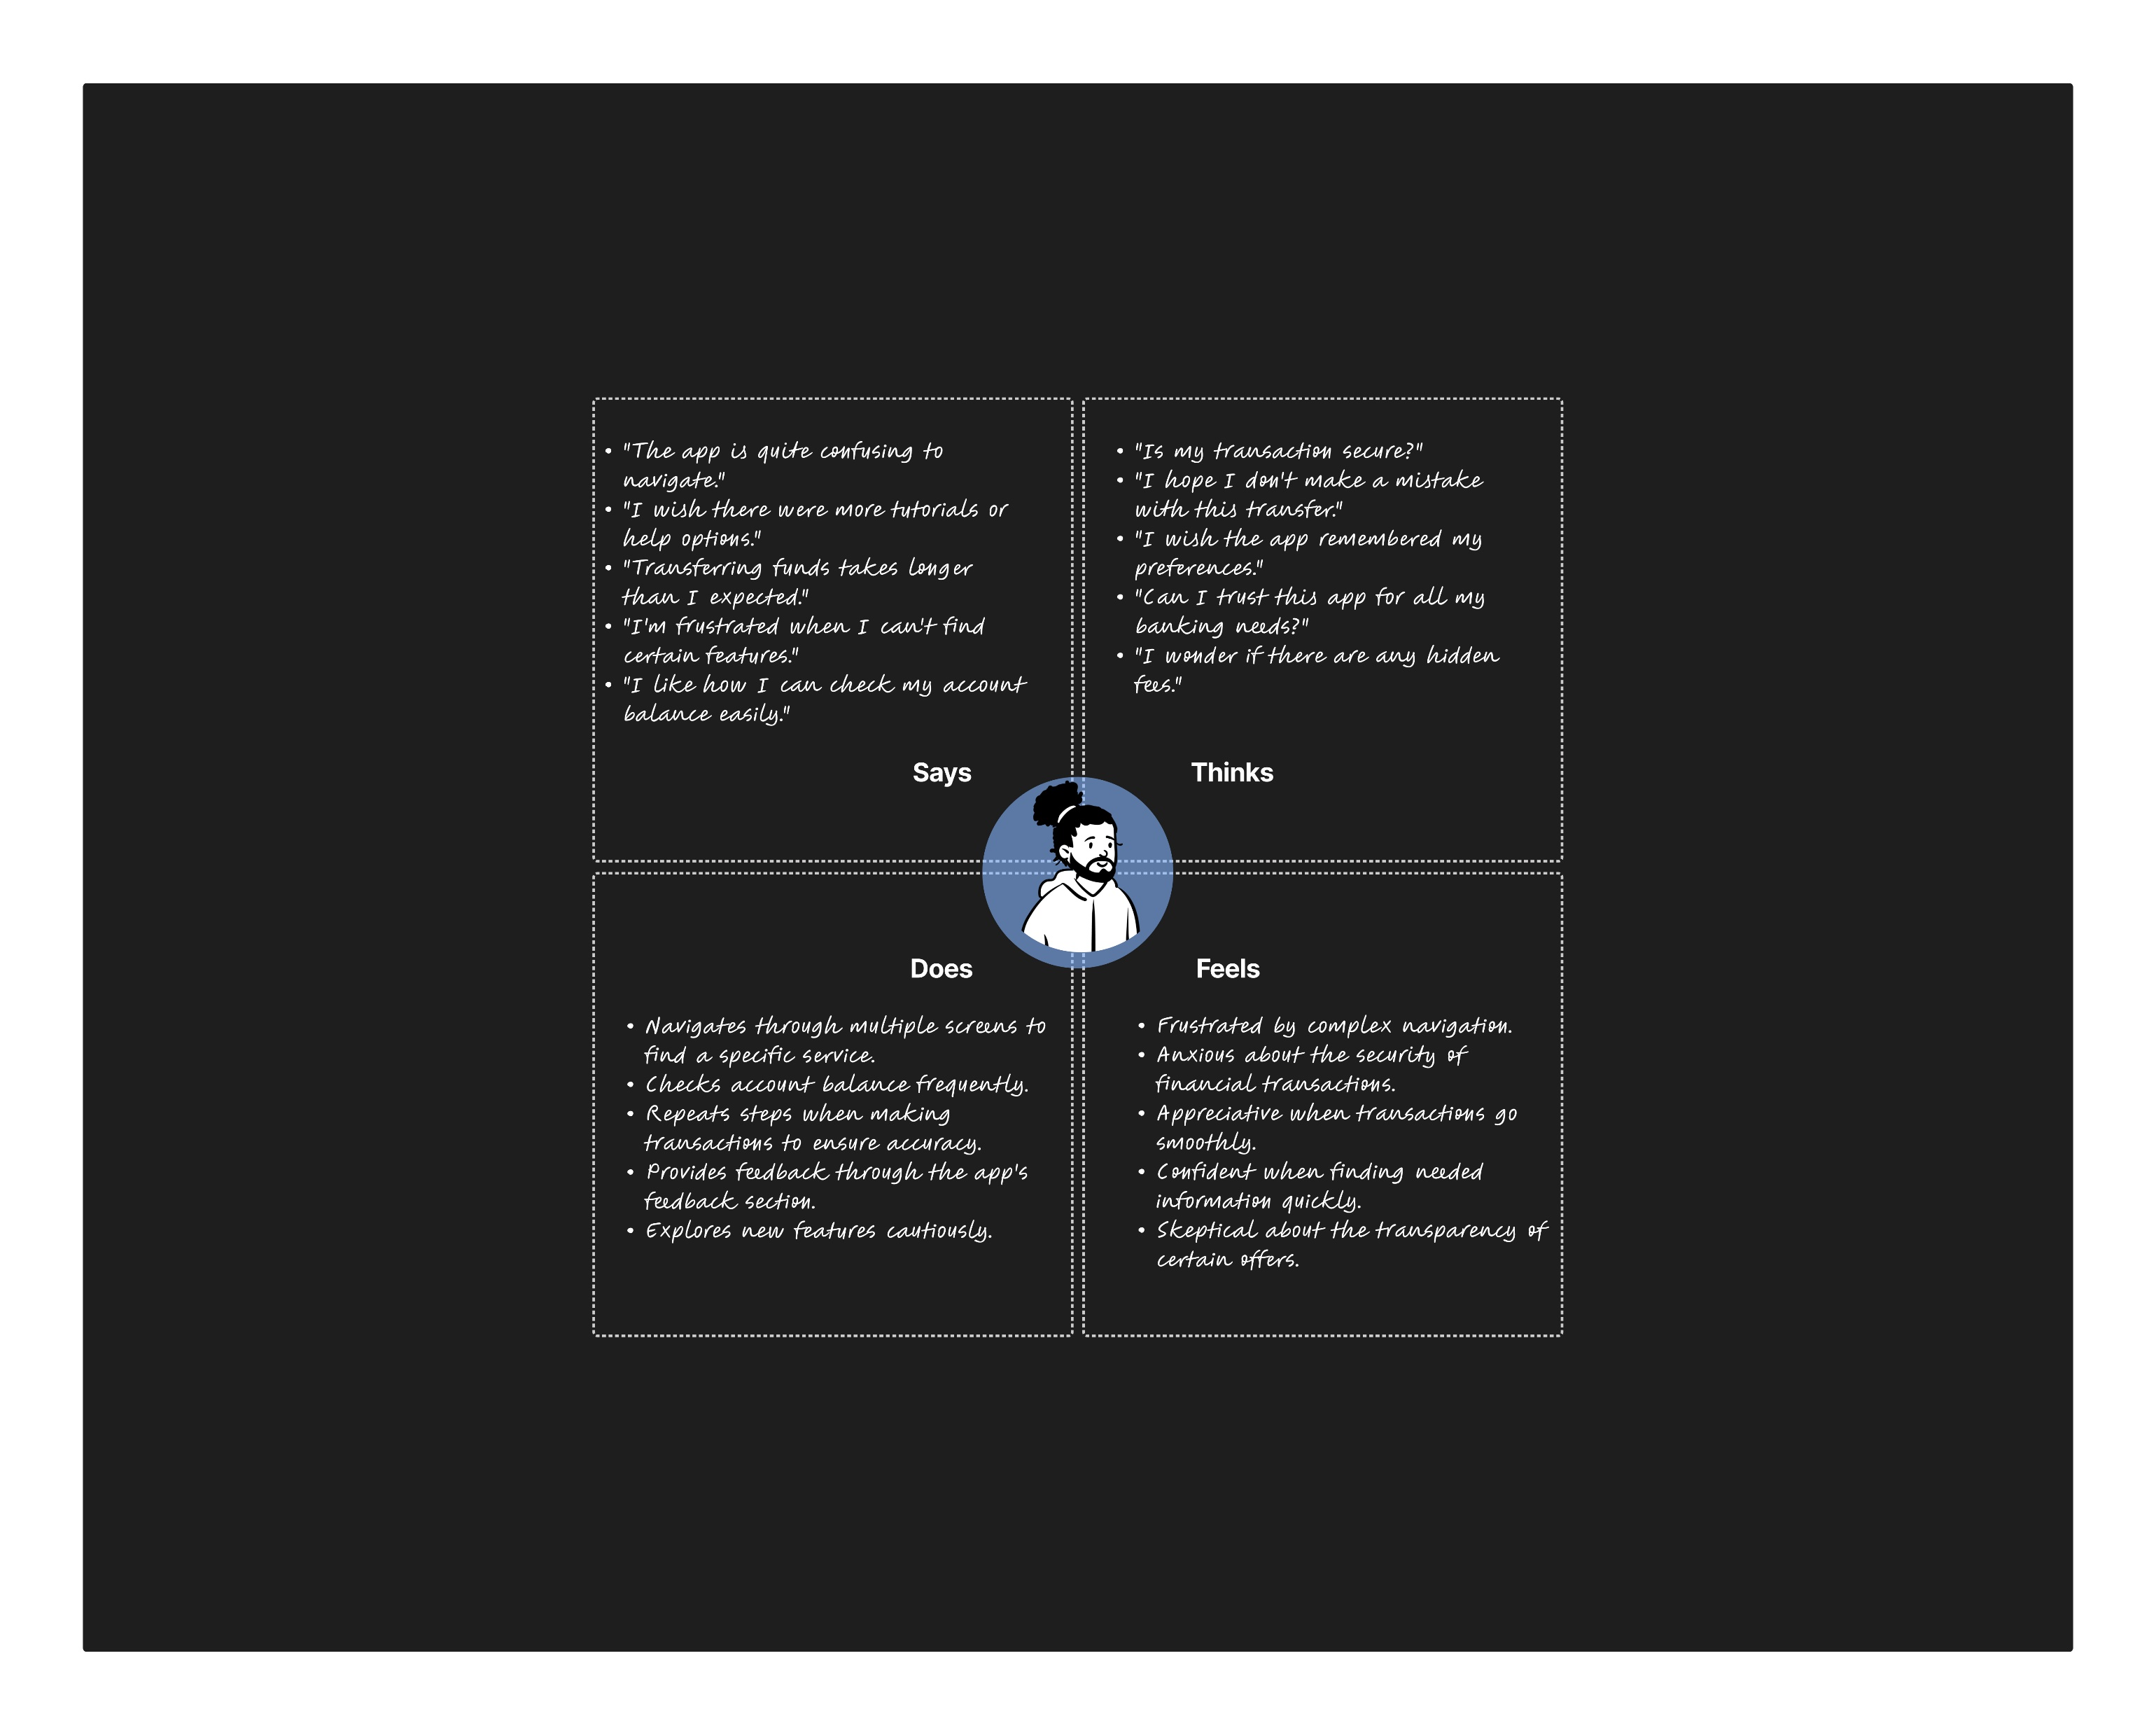 • "The app is quite confusing to
navigate."
• "I wish there were more tutorials or
help options."
• "Transferring funds takes longer
than I expected."
• "I'm frustrated when I can't find
certain features."
• "I like how I can check my account
balance easily."
Says
• "Is my transaction secure?"
• "I hope I don't make a mistake
with this transfer."
• "I wish the app remembered my
preferences."
• "Can I trust this app for all my
banking needs?"
• "I wonder if there are any hidden
fees."
Thinks
Does
• Navigates through multiple screens to
find a specific service.
• Checks account balance frequently.
• Repeats steps when making
transactions to ensure accuracy.
• Provides feedback through the app's
feedback section.
• Explores new features cautiously.
Feels
• Frustrated by complex navigation.
• Anxious about the security of
financial transactions.
• Appreciative when transactions go
smoothly.
• Confident when finding needed
information quickly.
• Skeptical about the transparency of
certain offers.